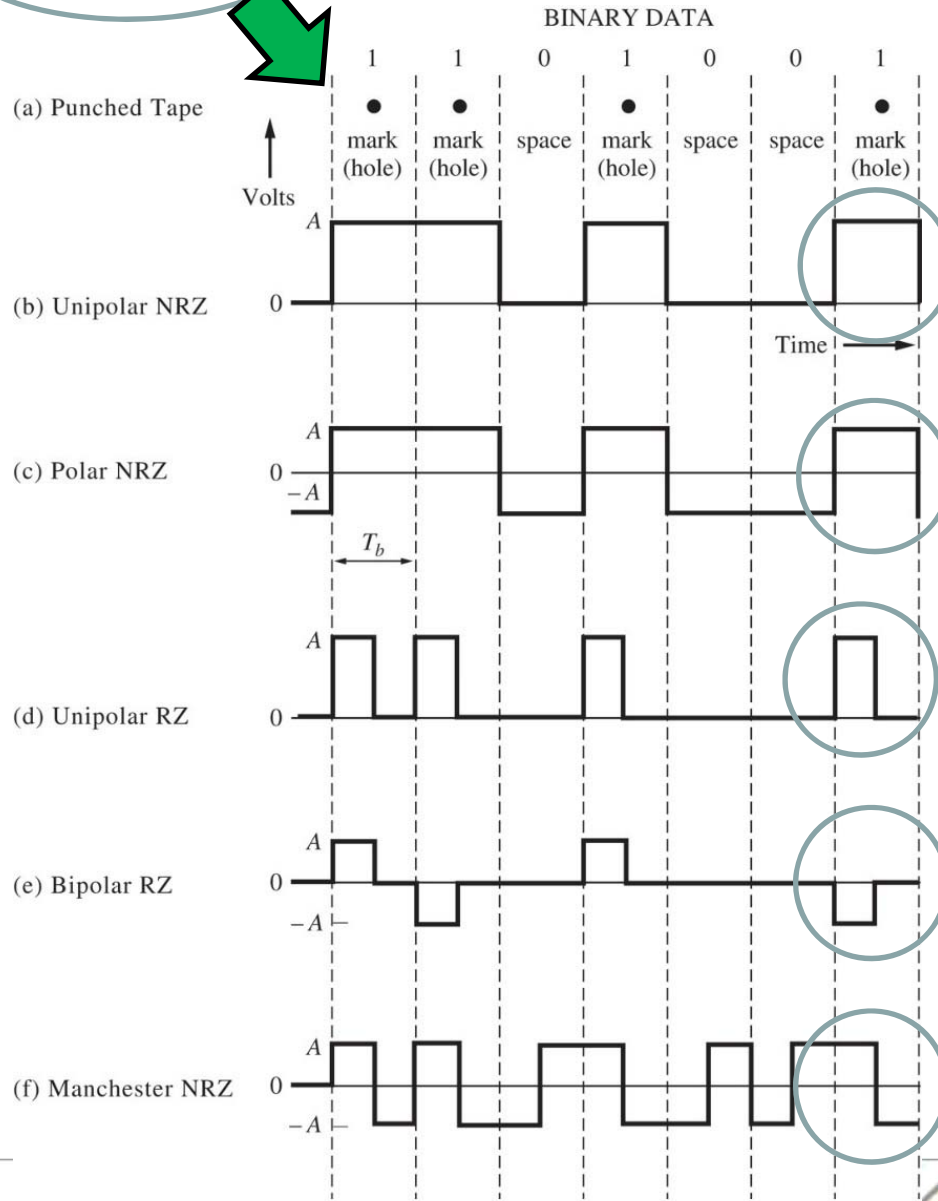 BINARY DATA
1 1 0 1 0 0 1
(a) Punched Tape
mark mark space mark space space mark
(hole) (hole) (hole) (hole)
Volts
A
(b) Unipolar NRZ 0
Time
A
(c) Polar NRZ 0
– A
T_b
A
(d) Unipolar RZ 0
A
(e) Bipolar RZ 0
– A
A
(f) Manchester NRZ 0
– A